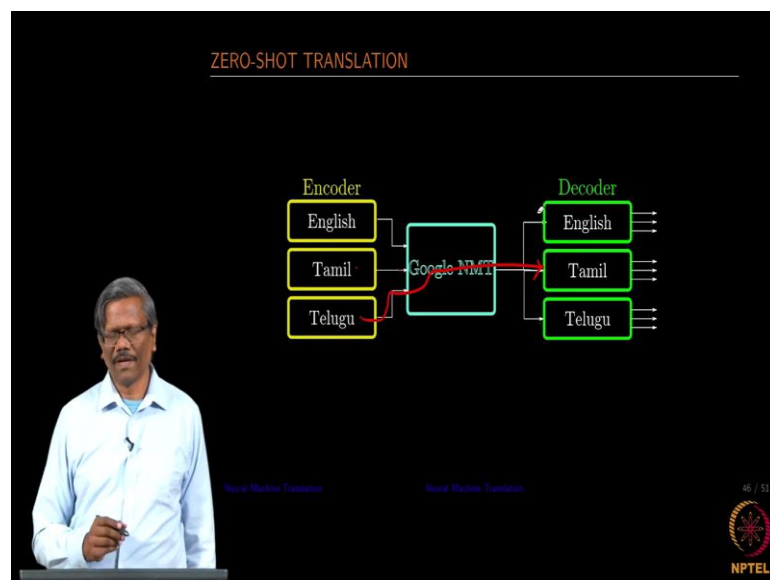 ZERO-SHOT TRANSLATION
Encoder
Decoder
English
Tamil
Telugu
Google NMT
English
Tamil
Telugu
Neural Machine Translation
Neural Machine Translation
46 / 51
NPTEL